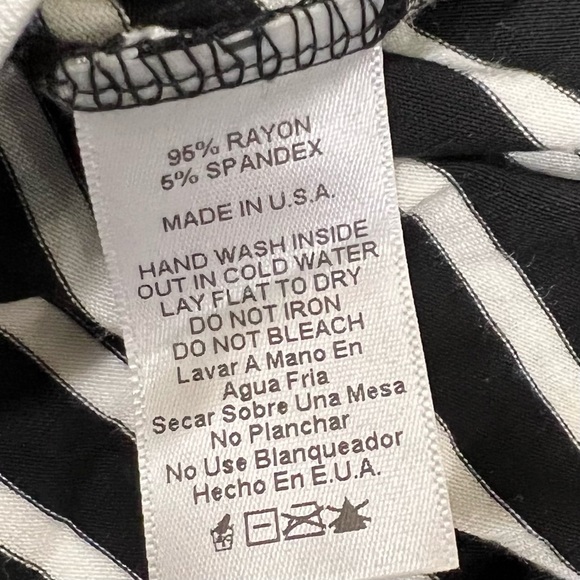 95% RAYON
5% SPANDEX
MADE IN U.S.A.
HAND WASH INSIDE
OUT IN COLD WATER
LAY FLAT TO DRY
DO NOT IRON
DO NOT BLEACH
Lavar A Mano En
Agua Fria
Secar Sobre Una Mesa
No Planchar
No Use Blanqueador
Hecho En E.U.A.